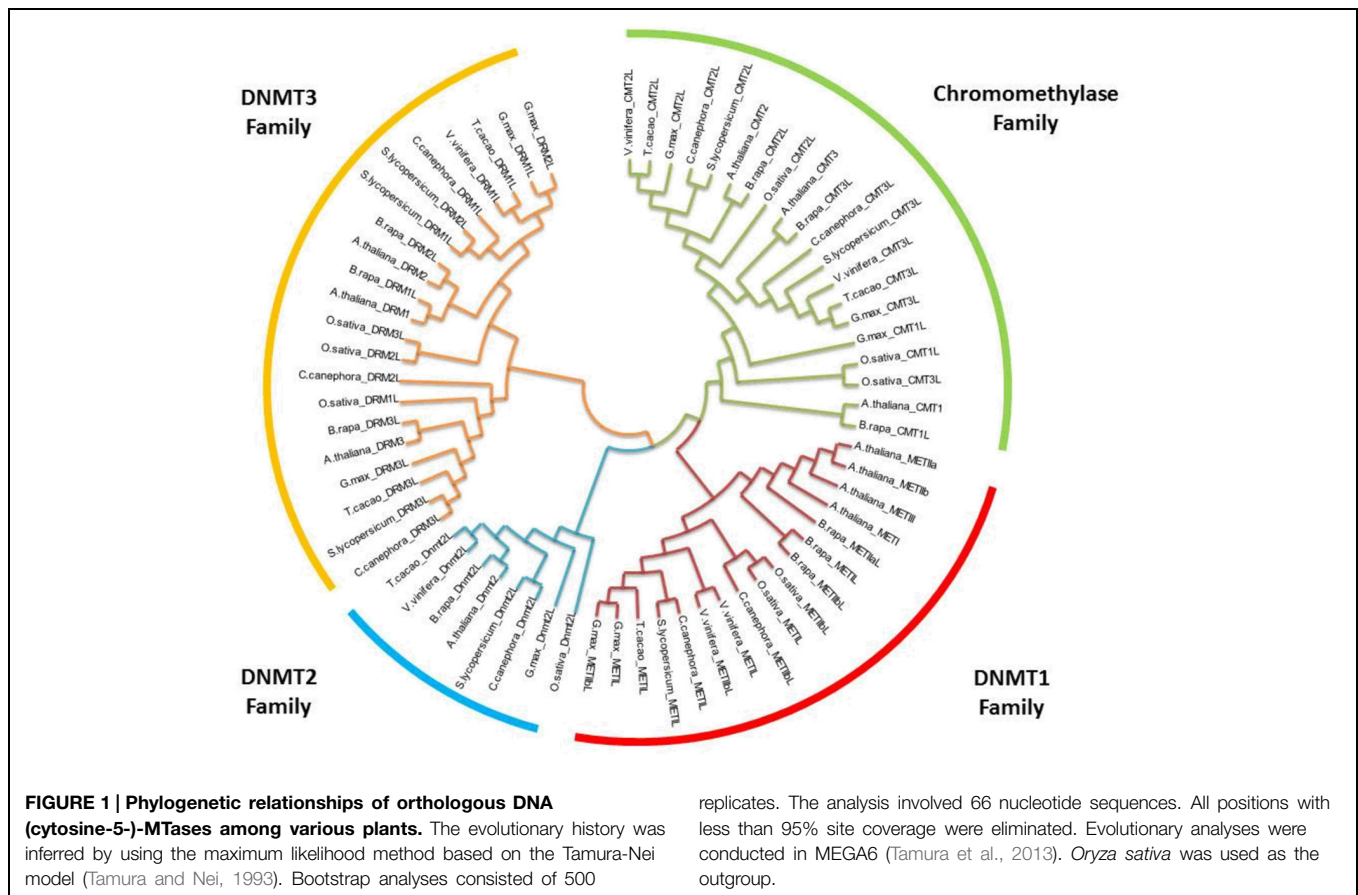 DNMT3
Family
Chromomethylase
Family
DNMT2
Family
DNMT1
Family
V.vinifera_CMT2L
T.cacao_CMT2L
G.max_CMT2L
C.canephora_CMT2L
S.lycopersicum_CMT2L
A.thaliana_CMT2
B.rapa_CMT2L
O.sativa_CMT2L
A.thaliana_CMT3
B.rapa_CMT3L
C.canephora_CMT3L
S.lycopersicum_CMT3L
V.vinifera_CMT3L
T.cacao_CMT3L
G.max_CMT3L
G.max_CMT1L
O.sativa_CMT1L
O.sativa_CMT3L
A.thaliana_CMT1
B.rapa_CMT1L
A.thaliana_METIIa
A.thaliana_METIIb
A.thaliana_METIII
A.thaliana_METI
B.rapa_METIIaL
B.rapa_METIL
B.rapa_METIIbL
O.sativa_METIIbL
O.sativa_METIL
C.canephora_METIIbL
V.vinifera_METIL
V.vinifera_METIIbL
C.canephora_METIL
S.lycopersicum_METIL
T.cacao_METIL
G.max_METIL
G.max_METIIbL
O.sativa_Dnmt2L
G.max_Dnmt2L
C.canephora_Dnmt2L
S.lycopersicum_Dnmt2L
A.thaliana_Dnmt2
B.rapa_Dnmt2L
V.vinifera_Dnmt2L
T.cacao_Dnmt2L
C.canephora_DRM3L
S.lycopersicum_DRM3L
T.cacao_DRM3L
G.max_DRM3L
A.thaliana_DRM3
B.rapa_DRM3L
O.sativa_DRM1L
C.canephora_DRM2L
O.sativa_DRM2L
O.sativa_DRM3L
A.thaliana_DRM1
B.rapa_DRM1L
A.thaliana_DRM2
B.rapa_DRM2L
S.lycopersicum_DRM1L
S.lycopersicum_DRM2L
C.canephora_DRM1L
V.vinifera_DRM1L
T.cacao_DRM1L
G.max_DRM1L
G.max_DRM2L
FIGURE 1 | Phylogenetic relationships of orthologous DNA
(cytosine-5-)-MTases among various plants. The evolutionary history was
inferred by using the maximum likelihood method based on the Tamura-Nei
model (Tamura and Nei, 1993). Bootstrap analyses consisted of 500
replicates. The analysis involved 66 nucleotide sequences. All positions with
less than 95% site coverage were eliminated. Evolutionary analyses were
conducted in MEGA6 (Tamura et al., 2013). Oryza sativa was used as the
outgroup.